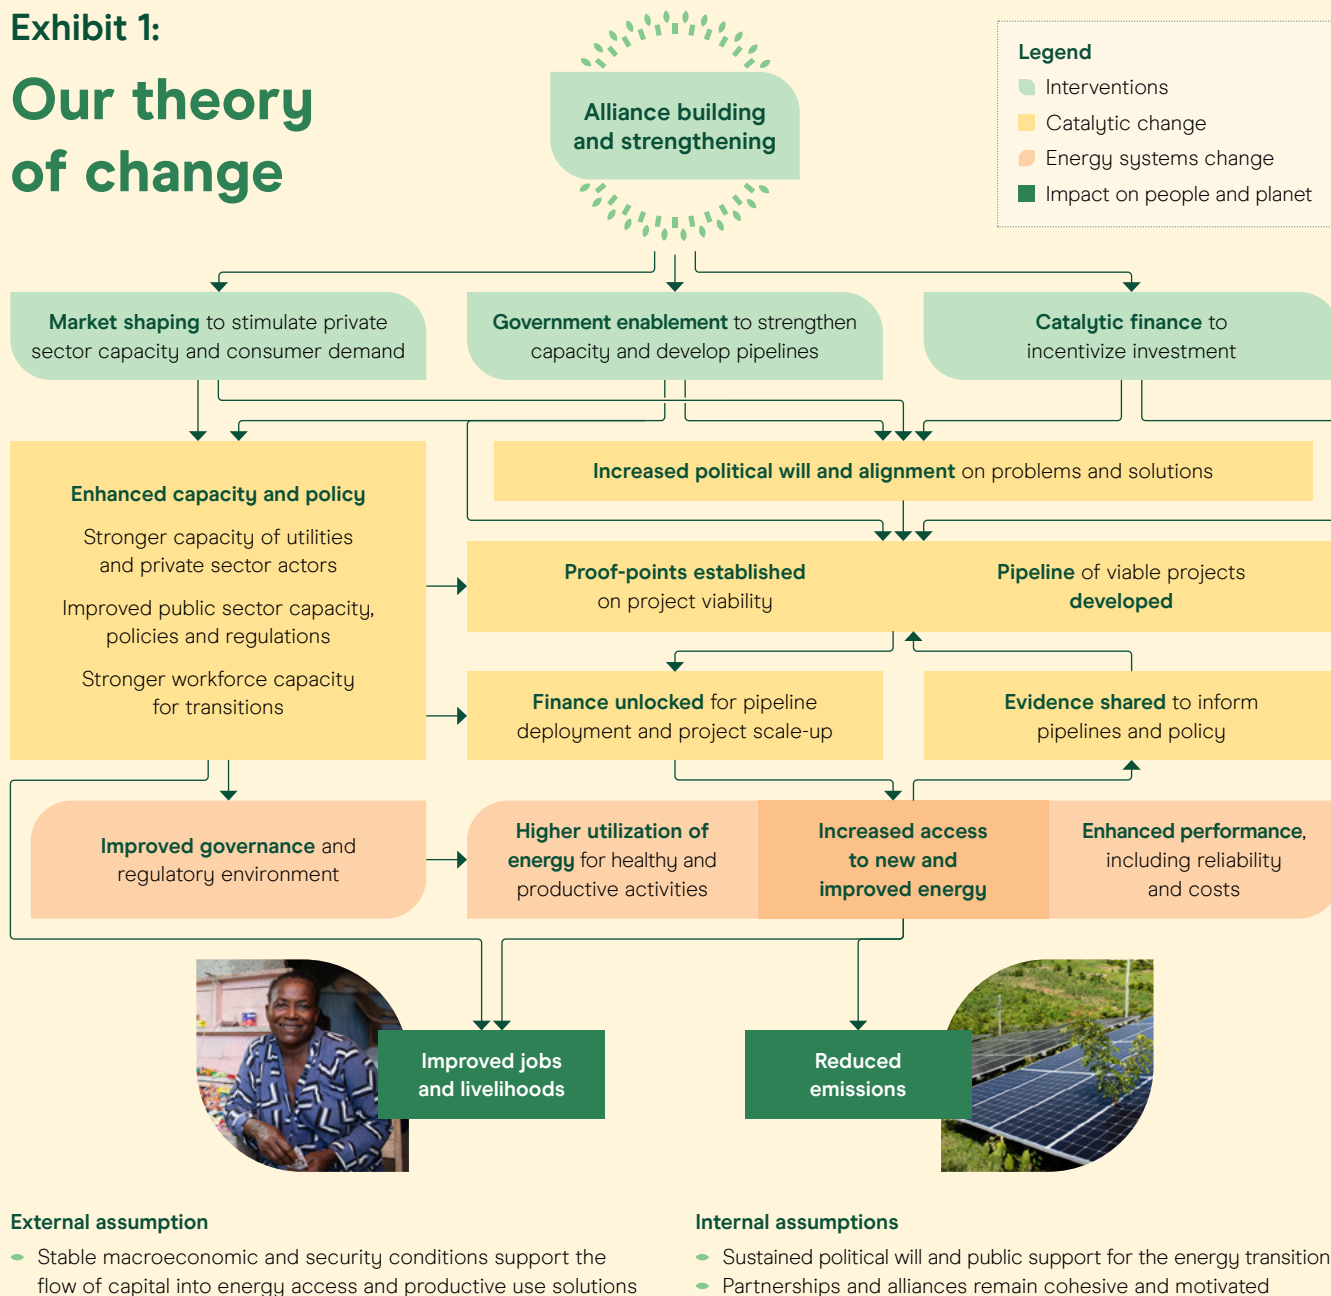 Exhibit 1:
Our theory
of change
Alliance building
and strengthening
Legend
Interventions
Catalytic change
Energy systems change
Impact on people and planet
Market shaping to stimulate private
sector capacity and consumer demand
Government enablement to strengthen
capacity and develop pipelines
Catalytic finance to
incentivize investment
Enhanced capacity and policy
Stronger capacity of utilities
and private sector actors
Improved public sector capacity,
policies and regulations
Stronger workforce capacity
for transitions
Increased political will and alignment on problems and solutions
Proof-points established
on project viability
Pipeline of viable projects
developed
Finance unlocked for pipeline
deployment and project scale-up
Evidence shared to inform
pipelines and policy
Improved governance and
regulatory environment
Higher utilization of
energy for healthy and
productive activities
Increased access
to new and
improved energy
Enhanced performance,
including reliability
and costs
Improved jobs
and livelihoods
Reduced
emissions
External assumption
Stable macroeconomic and security conditions support the
flow of capital into energy access and productive use solutions
Internal assumptions
Sustained political will and public support for the energy transition
Partnerships and alliances remain cohesive and motivated